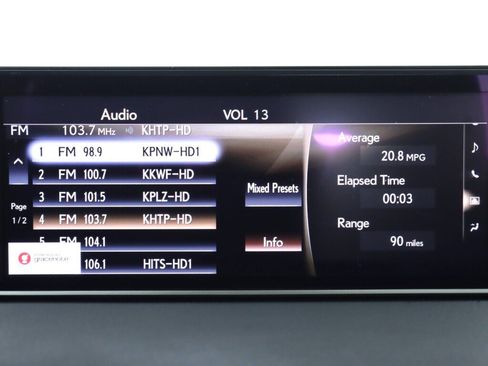 Audio VOL 13
FM 103.7 MHz KHTP-HD
1 FM 98.9 KPNW-HD1
2 FM 100.7 KKWF-HD
3 FM 101.5 KPLZ-HD
4 FM 103.7 KHTP-HD
5 FM 104.1
106.1 HITS-HD1
Page
1/2
gracenote
Mixed Presets
Info
Average
20.8 MPG
Elapsed Time
00:03
Range
90 miles